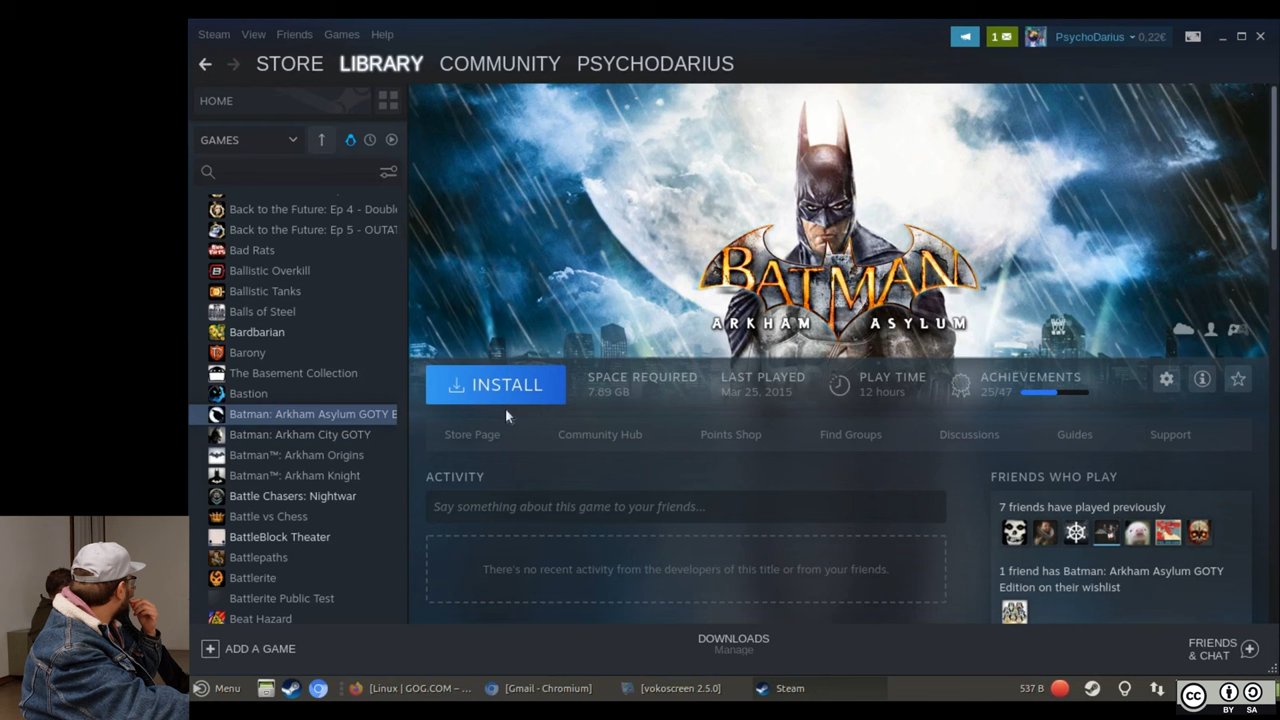 Steam View Friends Games Help
1 PsychoDarius 0,22€
STORE LIBRARY COMMUNITY PSYCHODARIUS
HOME
GAMES
Back to the Future: Ep 4 - Double
Back to the Future: Ep 5 - OUTAT
Bad Rats
Ballistic Overkill
Ballistic Tanks
Balls of Steel
Bardbarian
Barony
The Basement Collection
Bastion
Batman: Arkham Asylum GOTY E
Batman: Arkham City GOTY
Batman™: Arkham Origins
Batman™: Arkham Knight
Battle Chasers: Nightwar
Battle vs Chess
BattleBlock Theater
Battlepaths
Battlerite
Battlerite Public Test
Beat Hazard
BATMAN
ARKHAM ASYLUM
INSTALL
SPACE REQUIRED
7.89 GB
LAST PLAYED
Mar 25, 2015
PLAY TIME
12 hours
ACHIEVEMENTS
25/47
Store Page Community Hub Points Shop Find Groups Discussions Guides Support
ACTIVITY
Say something about this game to your friends...
There's no recent activity from the developers of this title or from your friends.
FRIENDS WHO PLAY
7 friends have played previously
1 friend has Batman: Arkham Asylum GOTY
Edition on their wishlist
ADD A GAME
DOWNLOADS
Manage
FRIENDS
& CHAT
Menu [Linux | GOG.COM – ... [Gmail - Chromium] [vokoscreen 2.5.0] Steam 537 B
CC BY SA